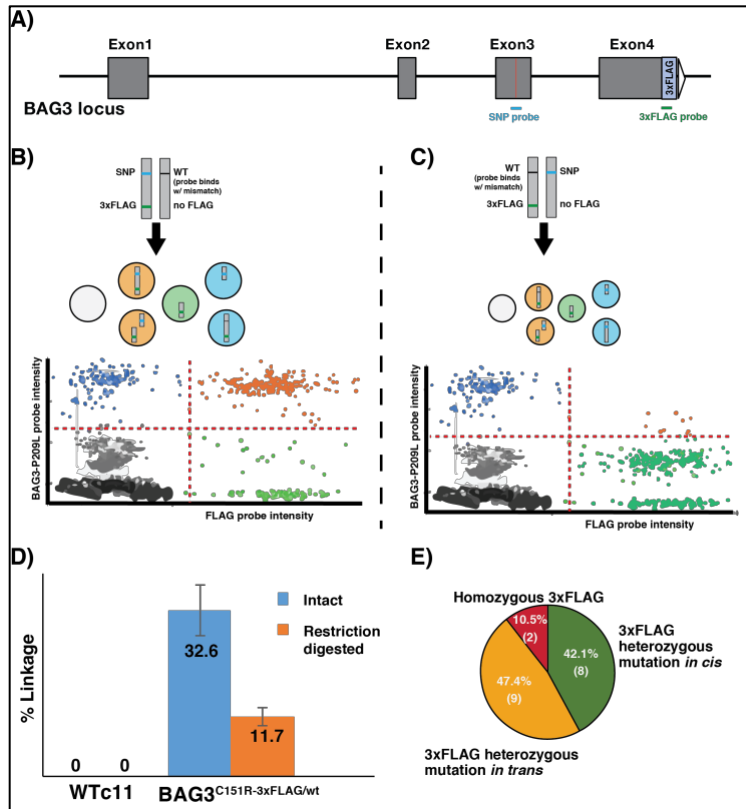 A)
Exon1
Exon2
Exon3
Exon4
3xFLAG
BAG3 locus
SNP probe
3xFLAG probe
B)
SNP
WT
(probe binds
w/ mismatch)
3xFLAG
no FLAG
BAG3-P209L probe intensity
FLAG probe intensity
C)
WT
(probe binds
w/ mismatch)
SNP
3xFLAG
no FLAG
BAG3-P209L probe intensity
FLAG probe intensity
D)
% Linkage
Intact
Restriction
digested
32.6
11.7
0 0
WTc11
BAG3C151R-3xFLAG/wt
E)
Homozygous 3xFLAG
10.5%
(2)
42.1%
(8)
3xFLAG
heterozygous
mutation in cis
47.4%
(9)
3xFLAG heterozygous
mutation in trans